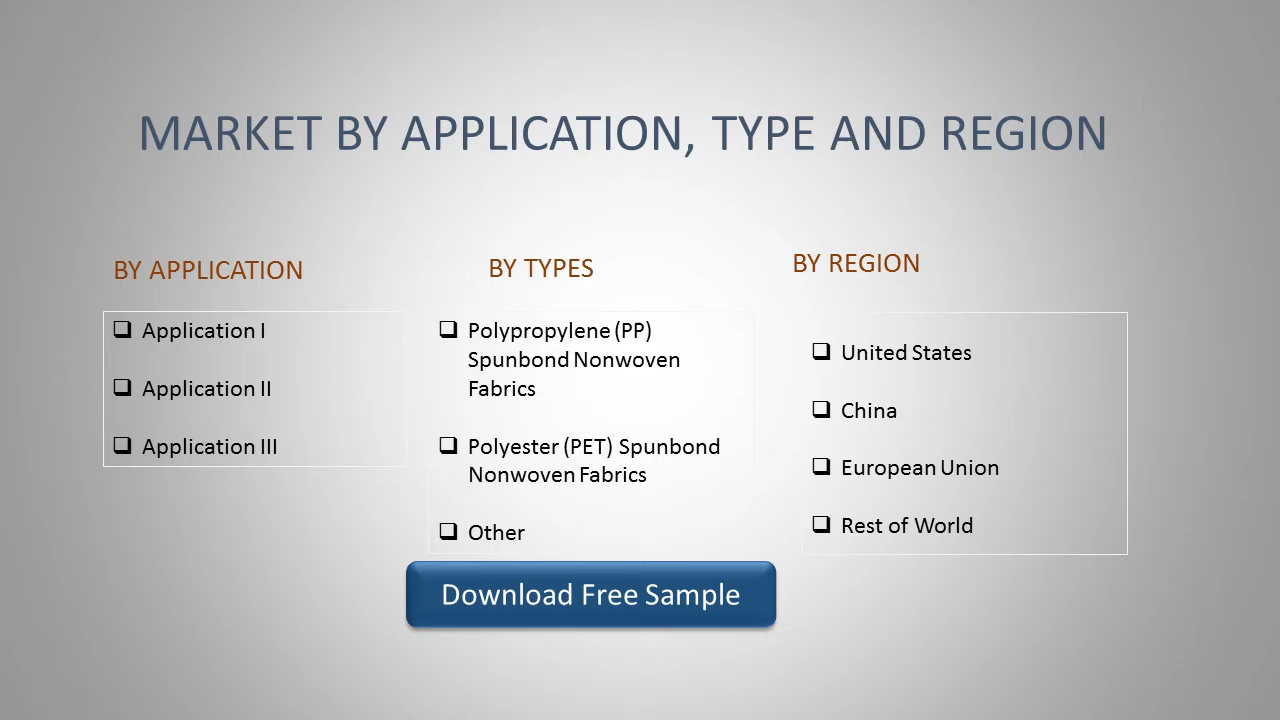 MARKET BY APPLICATION, TYPE AND REGION
BY APPLICATION
Application I
Application II
Application III
BY TYPES
Polypropylene (PP)
Spunbond Nonwoven
Fabrics
Polyester (PET) Spunbond
Nonwoven Fabrics
Other
BY REGION
United States
China
European Union
Rest of World
Download Free Sample